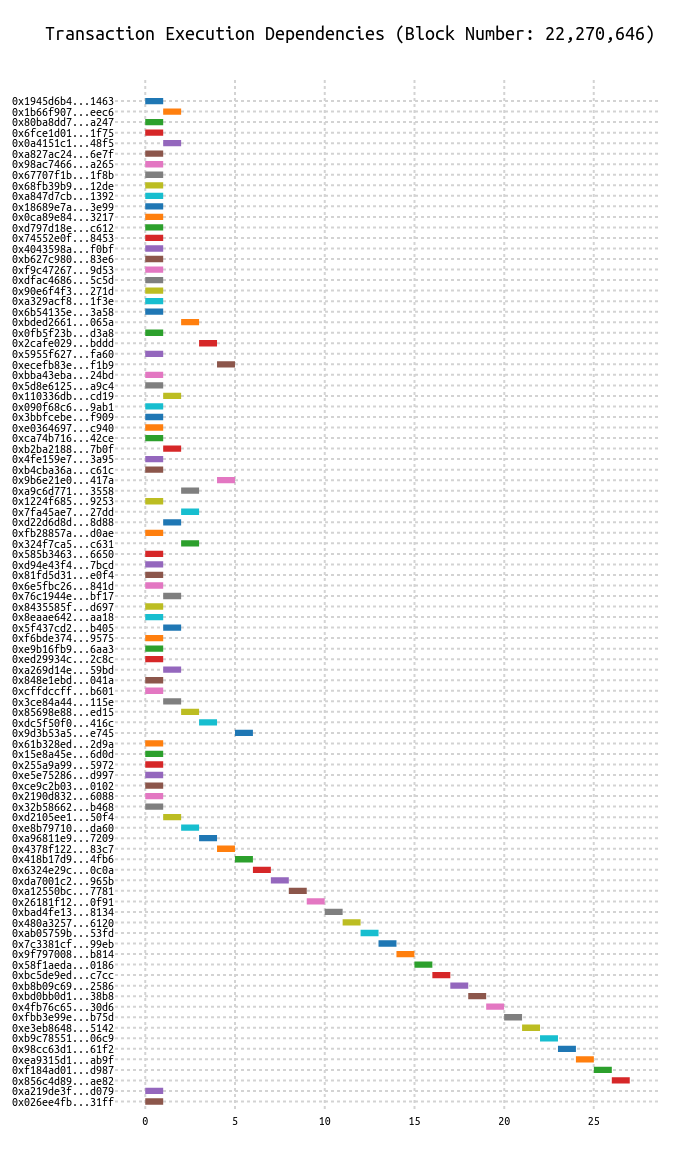 Transaction Execution Dependencies (Block Number: 22,270,646)
0x1945d6b4...1463
0x1b66f907...eec6
0x80ba8dd7...a247
0x6fce1d01...1f75
0x0a4151c1...48f5
0xa827ac24...6e7f
0x98ac7466...a265
0x67707f1b...1f8b
0x68fb39b9...12de
0xa847d7cb...1392
0x18689e7a...3e99
0x0ca89e84...3217
0xd797d18e...c612
0x74552e0f...8453
0x4043598a...f0bf
0xb627c980...83e6
0xf9c47267...9d53
0xdfac4686...5c5d
0x90e6f4f3...271d
0xa329acf8...1f3e
0x6b54135e...3a58
0xbded2661...065a
0x0fb5f23b...d3a8
0x2cafe029...bddd
0x5955f627...fa60
0xecefb83e...f1b9
0xbba43eba...24bd
0x5d8e6125...a9c4
0x110336db...cd19
0x090f68c6...9ab1
0x3bbfcebe...f909
0xe0364697...c940
0xca74b716...42ce
0xb2ba2188...7b0f
0x4fe159e7...3a95
0xb4cba36a...c61c
0x9b6e21e0...417a
0xa9c6d771...3558
0x1224f685...9253
0x7fa45ae7...27dd
0xd22d6d8d...8d88
0xfb28857a...d0ae
0x324f7ca5...c631
0x585b3463...6650
0xd94e43f4...7bcd
0x81fd5d31...e0f4
0x6e5fbc26...841d
0x76c1944e...bf17
0x8435585f...d697
0x8eaae642...aa18
0x5f437cd2...b405
0xf6bde374...9575
0xe9b16fb9...6aa3
0xed29934c...2c8c
0xa269d14e...59bd
0x848e1ebd...041a
0xcffdccff...b601
0x3ce84a44...115e
0x85698e88...ed15
0xdc5f50f0...416c
0x9d3b53a5...e745
0x61b328ed...2d9a
0x15e8a45e...6d0d
0x255a9a99...5972
0xe5e75286...d997
0xce9c2b03...0102
0x2190d832...6088
0x32b58662...b468
0xd2105ee1...50f4
0xe8b79710...da60
0xa96811e9...7209
0x4378f122...83c7
0x418b17d9...4fb6
0x6324e29c...0c0a
0xda7001c2...965b
0xa12550bc...7781
0x26181f12...0f91
0xbad4fe13...8134
0x480a3257...6120
0xab05759b...53fd
0x7c3381cf...99eb
0x9f797008...b814
0x58f1aeda...0186
0xbc5de9ed...c7cc
0xb8b09c69...2586
0xbd0bb0d1...38b8
0x4fb76c65...30d6
0xfbb3e99e...b75d
0xe3eb8648...5142
0xb9c78551...06c9
0x98cc63d1...61f2
0xea9315d1...ab9f
0xf184ad01...d987
0x856c4d89...ae82
0xa219de3f...d079
0x026ee4fb...31ff
0 5 10 15 20 25